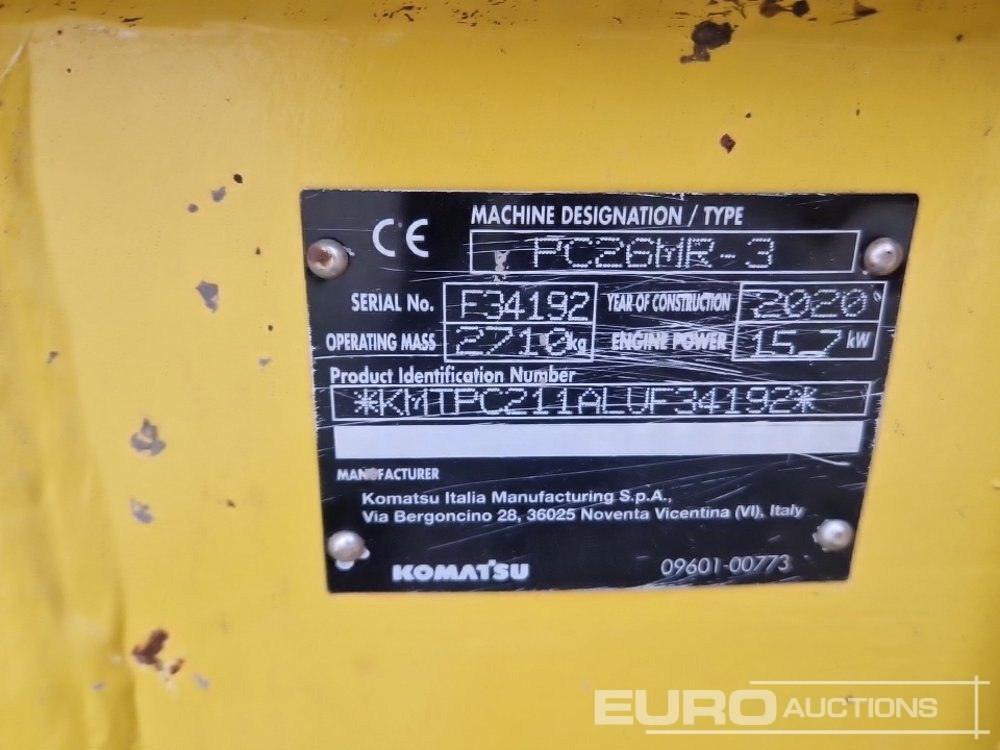 CE MACHINE DESIGNATION / TYPE
PC26MR-3
SERIAL No. F34192 YEAR OF CONSTRUCTION 2020
OPERATING MASS 2710 kg ENGINE POWER 15.7 kW
Product Identification Number
*KMTPC211ALUF34192*
MANUFACTURER
Komatsu Italia Manufacturing S.p.A.,
Via Bergoncino 28, 36025 Noventa Vicentina (VI), Italy
KOMATSU 09601-00773
EURO AUCTIONS